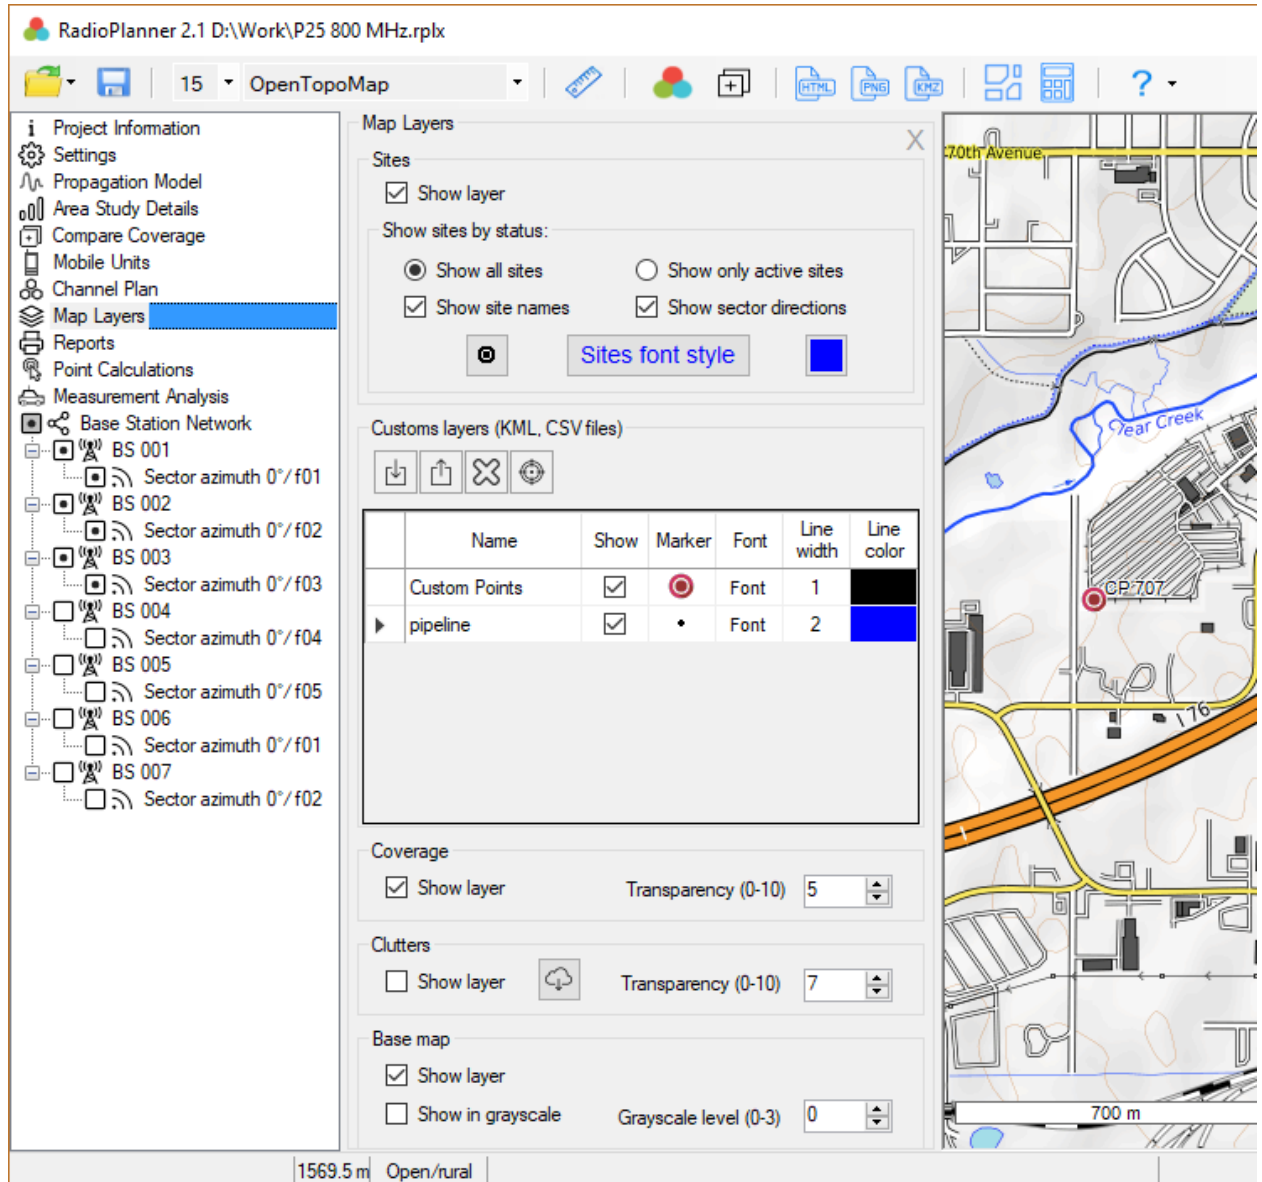 RadioPlanner 2.1 D:\Work\P25 800 MHz.rplx
15 OpenTopoMap HTML PNG KMZ ?
Project Information
Settings
Propagation Model
Area Study Details
Compare Coverage
Mobile Units
Channel Plan
Map Layers
Reports
Point Calculations
Measurement Analysis
Base Station Network
BS 001
Sector azimuth 0°/f01
BS 002
Sector azimuth 0°/f02
BS 003
Sector azimuth 0°/f03
BS 004
Sector azimuth 0°/f04
BS 005
Sector azimuth 0°/f05
BS 006
Sector azimuth 0°/f01
BS 007
Sector azimuth 0°/f02
Map Layers
X
Sites
Show layer
Show sites by status:
Show all sites Show only active sites
Show site names Show sector directions
Sites font style
Customs layers (KML, CSV files)
Name Show Marker Font Line width Line color
Custom Points Font 1
pipeline Font 2
Coverage
Show layer Transparency (0-10) 5
Clutters
Show layer Transparency (0-10) 7
Base map
Show layer
Show in grayscale Grayscale level (0-3) 0
70th Avenue
Clear Creek
CP 707
I 76
700 m
1569.5 m Open/rural